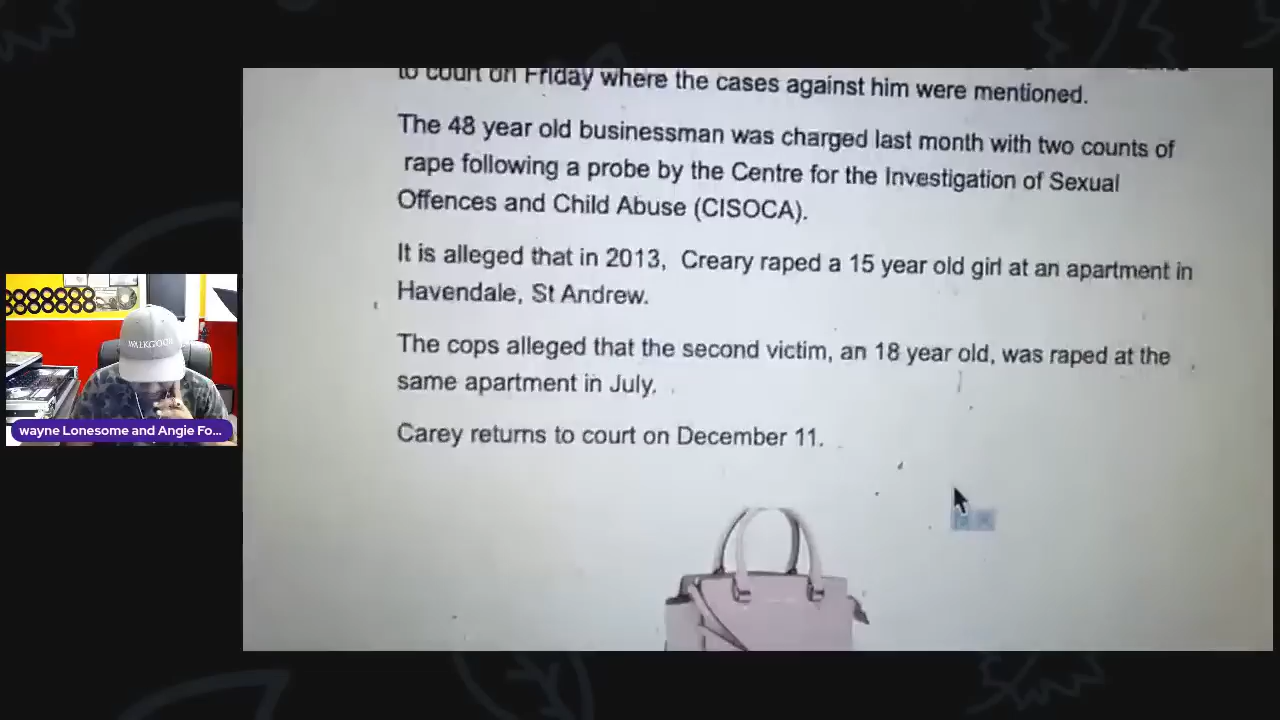 to court on Friday where the cases against him were mentioned.
The 48 year old businessman was charged last month with two counts of
rape following a probe by the Centre for the Investigation of Sexual
Offences and Child Abuse (CISOCA).
It is alleged that in 2013, Creary raped a 15 year old girl at an apartment in
Havendale, St Andrew.
The cops alleged that the second victim, an 18 year old, was raped at the
same apartment in July.
Carey returns to court on December 11.
WALKGOOD
wayne Lonesome and Angie Fo...